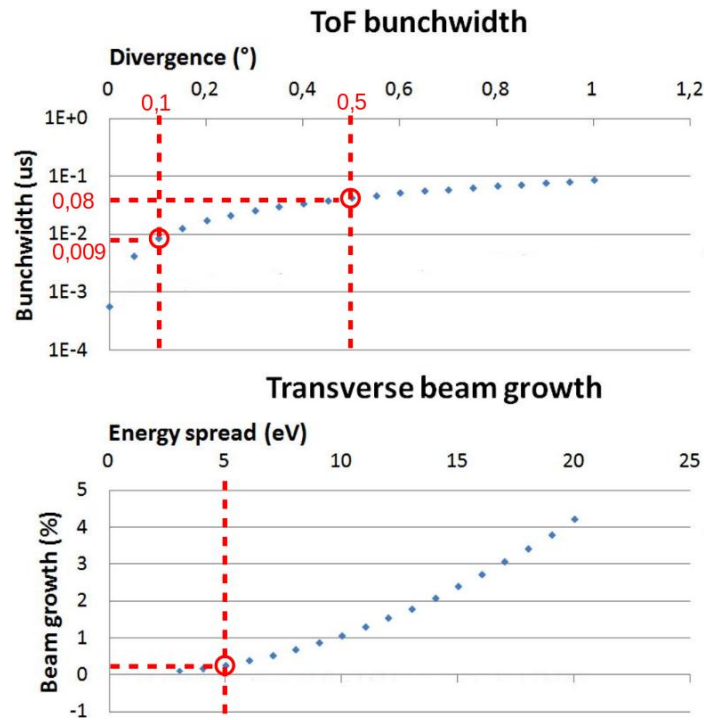 ToF bunchwidth
Divergence (°)
0 0,2 0,4 0,6 0,8 1 1,2
0,1 0,5
1E+0
1E-1
0,08
1E-2
0,009
1E-3
1E-4
Bunchwidth (us)
Transverse beam growth
Energy spread (eV)
0 5 10 15 20 25
5
4
3
2
1
0
-1
Beam growth (%)